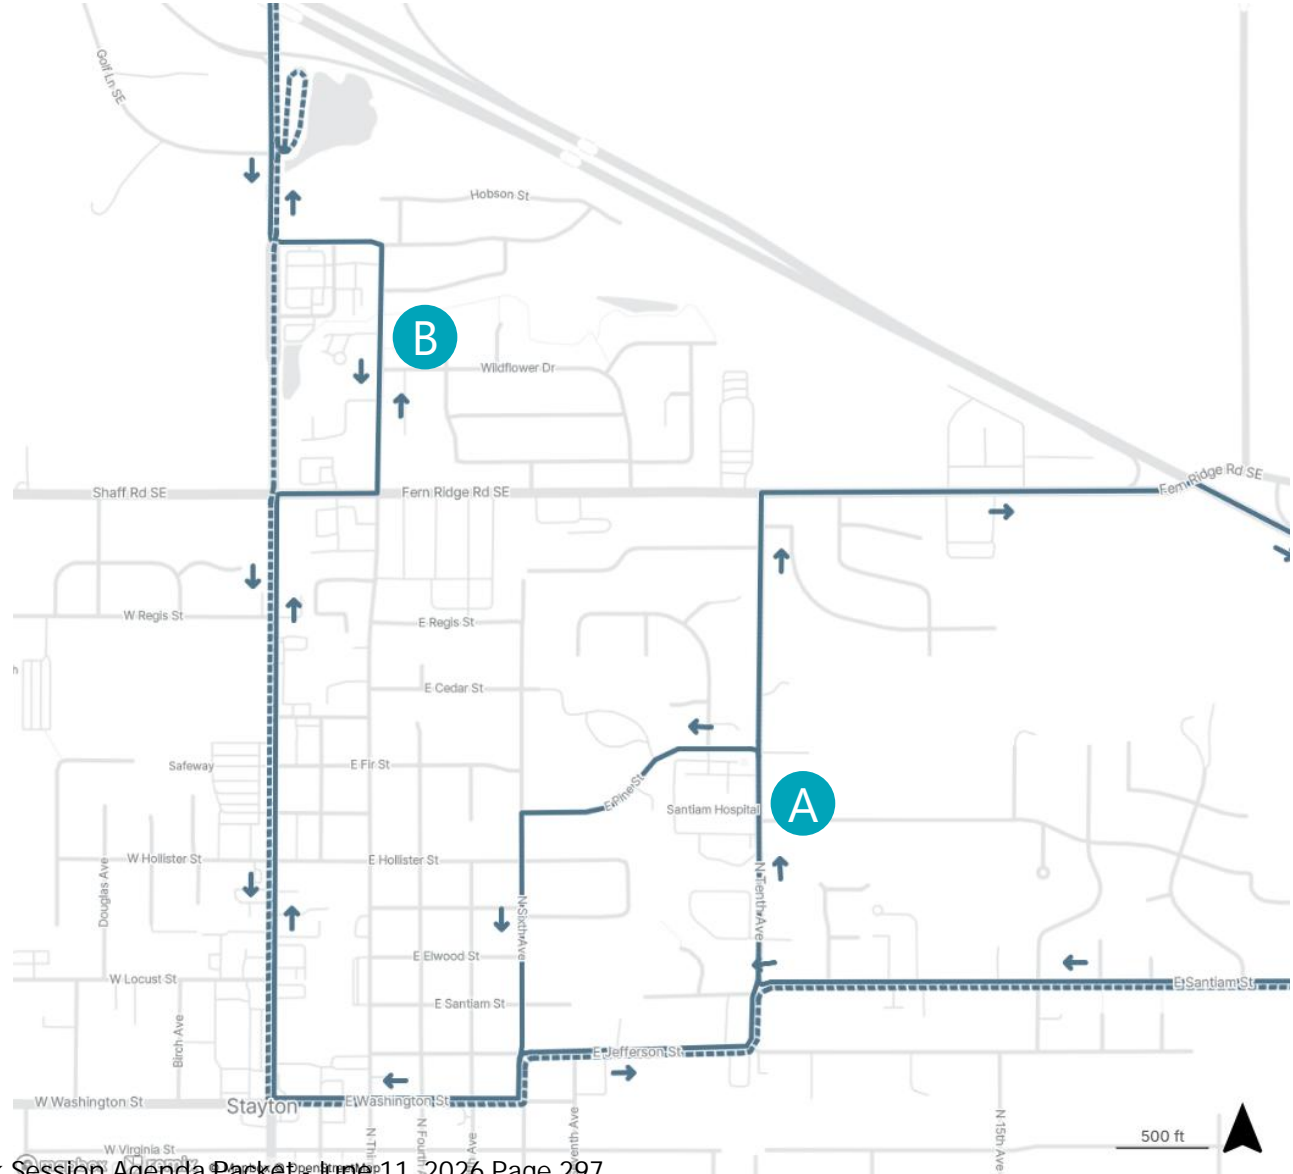 Golf Ln SE
Hobson St
B
Wildflower Dr
Shaff Rd SE
Fern Ridge Rd SE
Fern Ridge Rd SE
W Regis St
E Regis St
E Cedar St
Safeway
E Fir St
E Pine St
Santiam Hospital
A
W Hollister St
E Hollister St
Douglas Ave
N Sixth Ave
N Tenth Ave
E Elwood St
W Locust St
E Santiam St
E Santiam St
Birch Ave
E Jefferson St
W Washington St
Stayton
E Washington St
N 15th Ave
500 ft
W Virginia St
© Mapbox © OpenStreetMap
Session Agenda Packet - June 11, 2026 Page 297